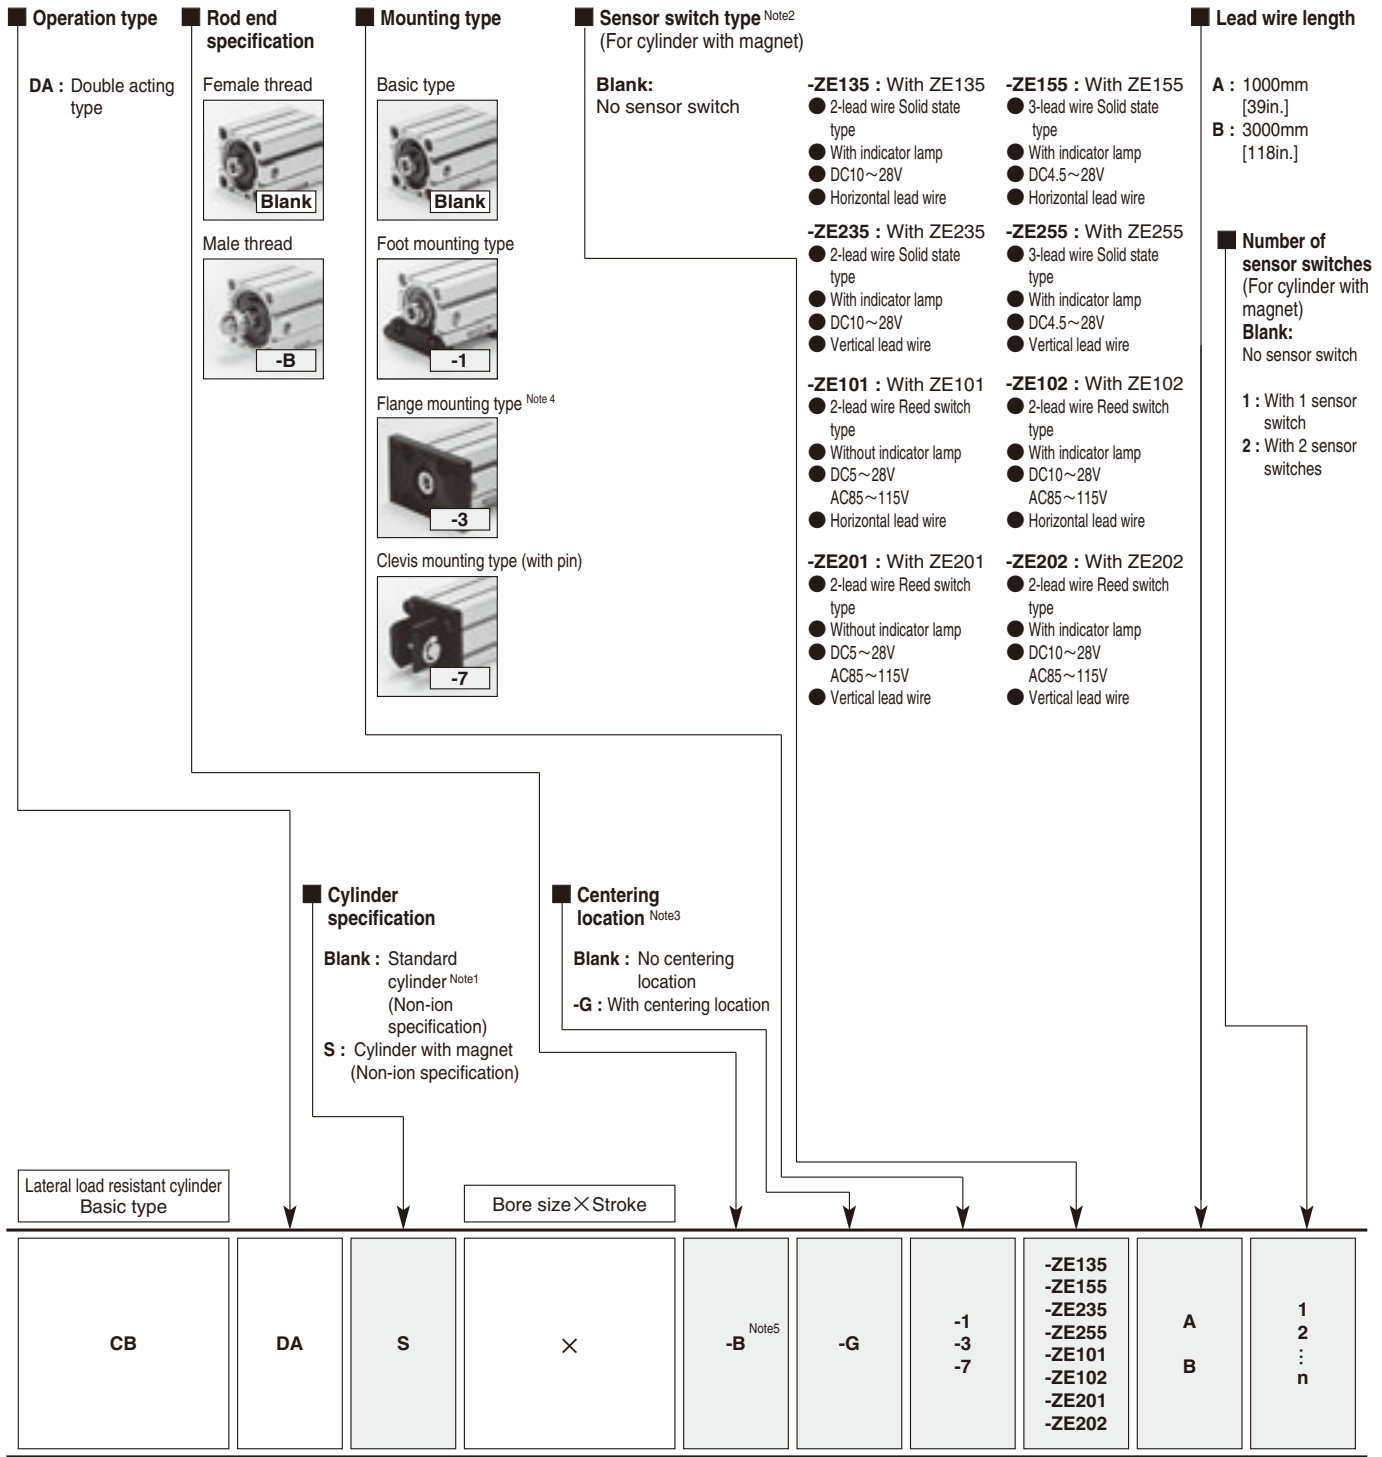 ■ Operation type
DA : Double acting
type
■ Rod end
specification
Female thread
Blank
Male thread
-B
■ Mounting type
Basic type
Blank
Foot mounting type
-1
Flange mounting type Note 4
-3
Clevis mounting type (with pin)
-7
■ Sensor switch type Note2
(For cylinder with magnet)
Blank:
No sensor switch
-ZE135 : With ZE135
● 2-lead wire Solid state
type
● With indicator lamp
● DC10～28V
● Horizontal lead wire
-ZE155 : With ZE155
● 3-lead wire Solid state
type
● With indicator lamp
● DC4.5～28V
● Horizontal lead wire
-ZE235 : With ZE235
● 2-lead wire Solid state
type
● With indicator lamp
● DC10～28V
● Vertical lead wire
-ZE255 : With ZE255
● 3-lead wire Solid state
type
● With indicator lamp
● DC4.5～28V
● Vertical lead wire
-ZE101 : With ZE101
● 2-lead wire Reed switch
type
● Without indicator lamp
● DC5～28V
AC85～115V
● Horizontal lead wire
-ZE102 : With ZE102
● 2-lead wire Reed switch
type
● With indicator lamp
● DC10～28V
AC85～115V
● Horizontal lead wire
-ZE201 : With ZE201
● 2-lead wire Reed switch
type
● Without indicator lamp
● DC5～28V
AC85～115V
● Vertical lead wire
-ZE202 : With ZE202
● 2-lead wire Reed switch
type
● With indicator lamp
● DC10～28V
AC85～115V
● Vertical lead wire
■ Lead wire length
A : 1000mm
[39in.]
B : 3000mm
[118in.]
■ Number of
sensor switches
(For cylinder with
magnet)
Blank:
No sensor switch
1 : With 1 sensor
switch
2 : With 2 sensor
switches
■ Cylinder
specification
Blank : Standard
cylinder Note1
(Non-ion
specification)
S : Cylinder with magnet
(Non-ion specification)
■ Centering
location Note3
Blank : No centering
location
-G : With centering location
Lateral load resistant cylinder
Basic type
Bore size×Stroke
CB
DA
S
×
-B Note5
-G
-1
-3
-7
-ZE135
-ZE155
-ZE235
-ZE255
-ZE101
-ZE102
-ZE201
-ZE202
A
B
1
2
⋮
n